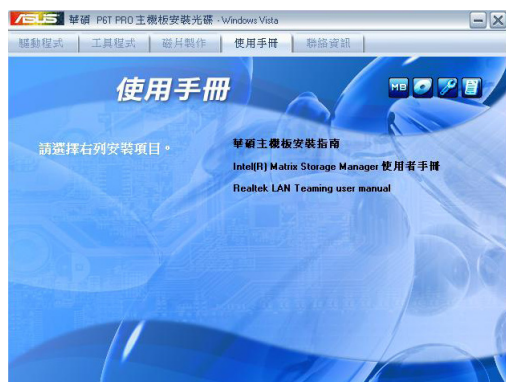 ASUS 華碩 P6T PRO 主機板安裝光碟 -Windows Vista
驅動程式 工具程式 磁片製作 使用手冊 聯絡資訊
使用手冊
MB
請選擇右列安裝項目。
華碩主機板安裝指南
Intel(R) Matrix Storage Manager 使用者手冊
Realtek LAN Teaming user manual